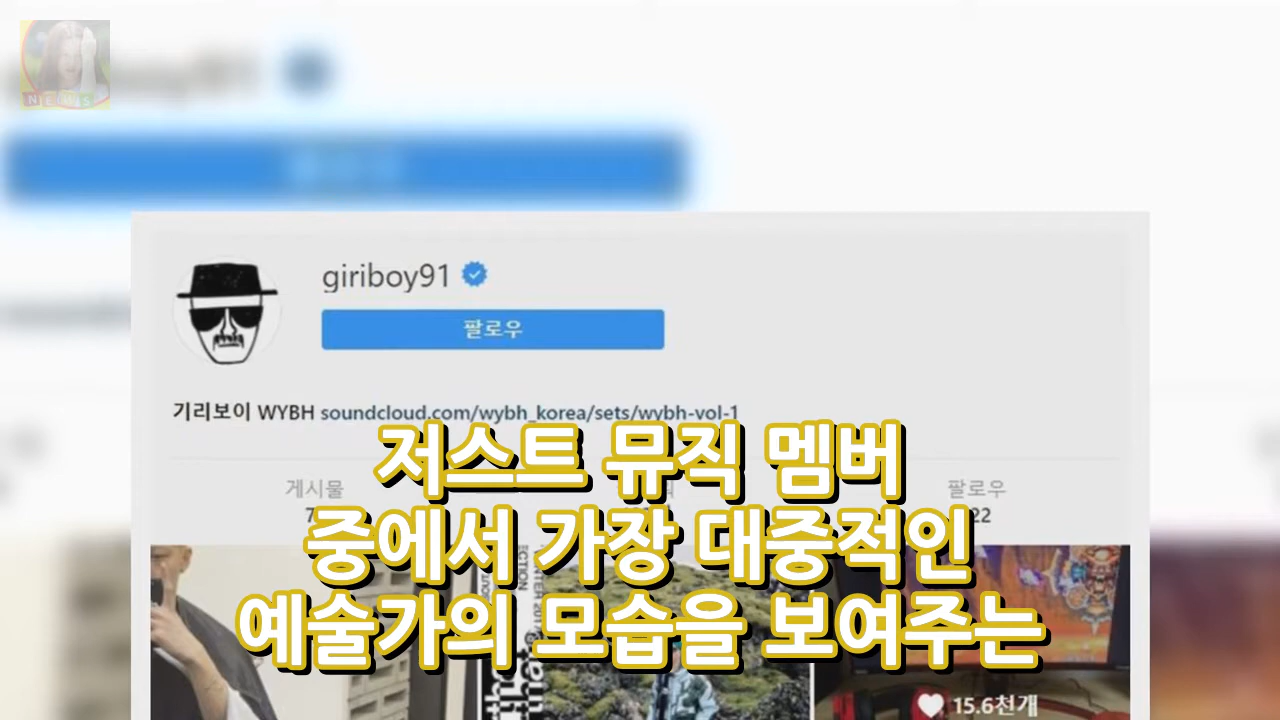 NEWS
giriboy91
팔로우
기리보이 WYBH soundcloud.com/wybh_korea/sets/wybh-vol-1
저스트 뮤직 멤버
게시물
팔로우
22
중에서 가장 대중적인
예술가의 모습을 보여주는
15.6천개